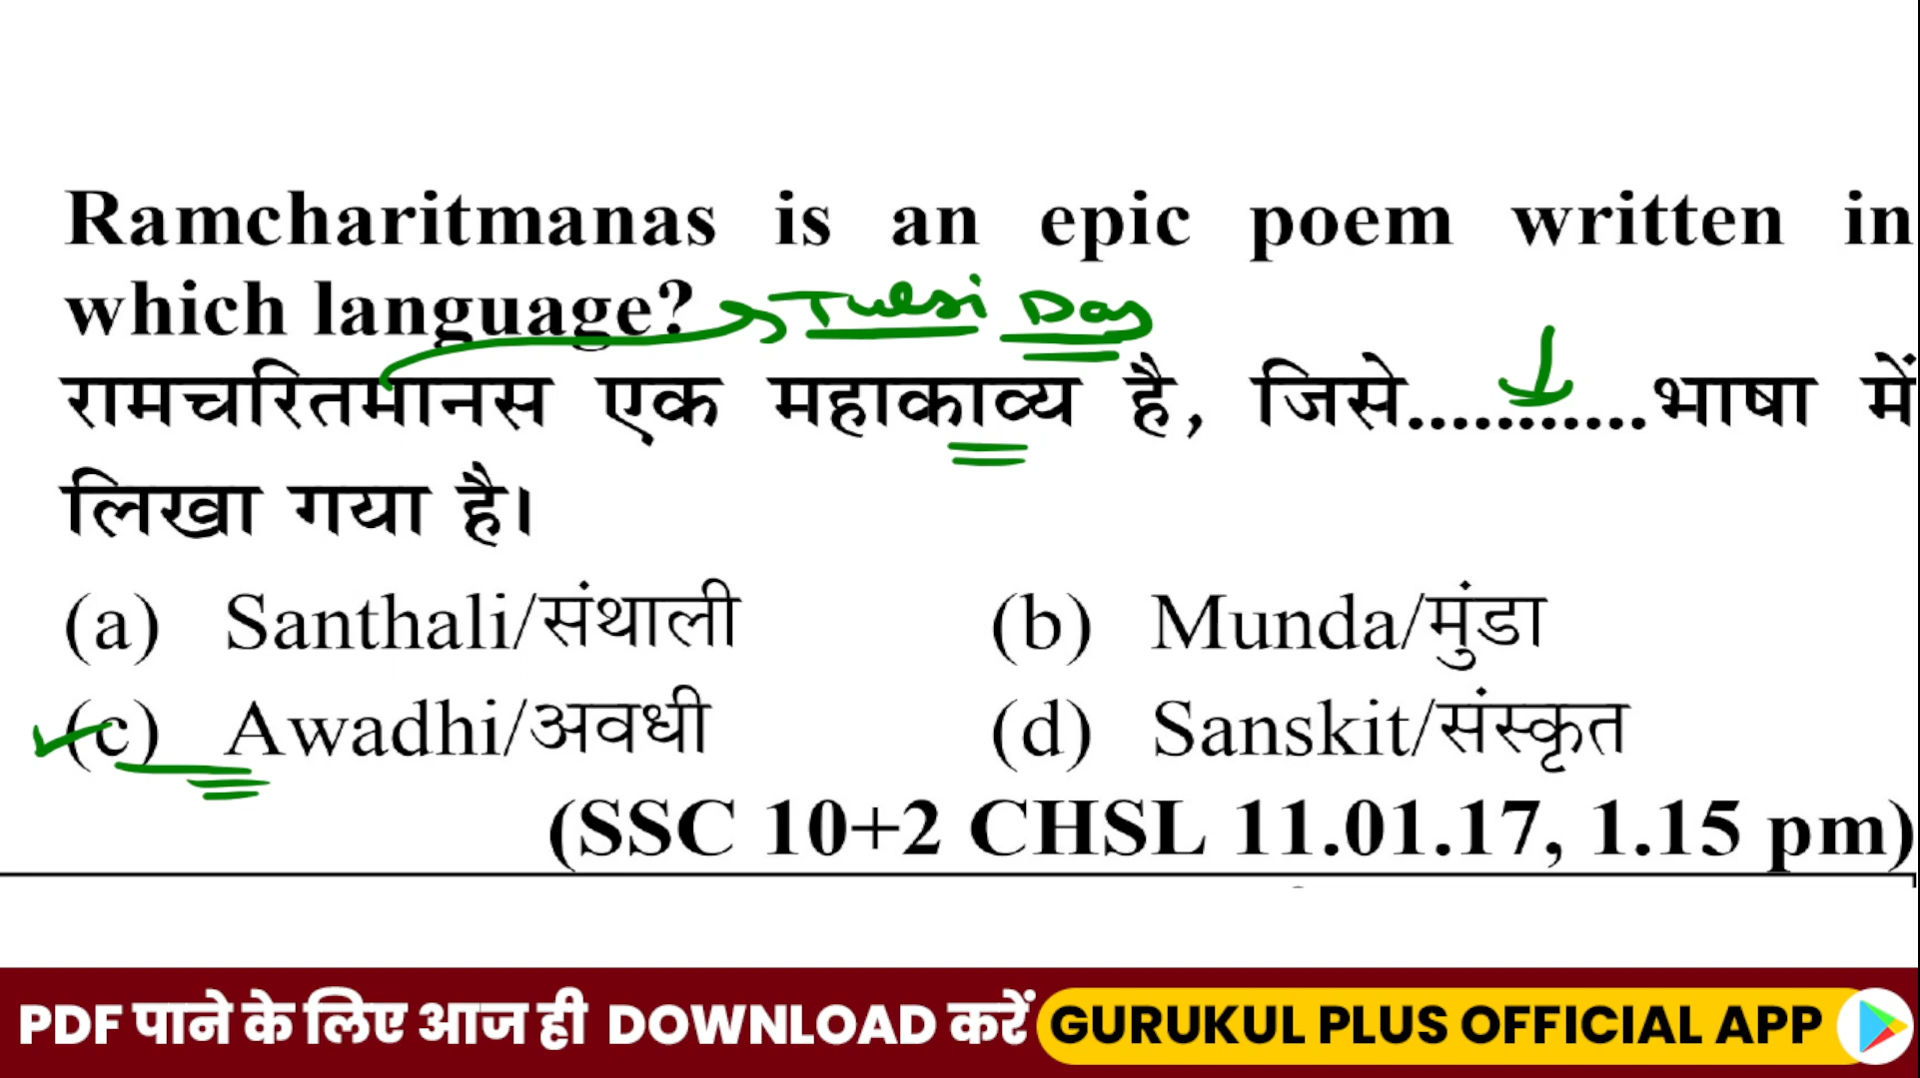 Ramcharitmanas is an epic poem written in
which language? Tulsi Das
रामचरितमानस एक महाकाव्य है, जिसे...........भाषा में
लिखा गया है।
(a) Santhali/संथाली (b) Munda/मुंडा
(c) Awadhi/अवधी (d) Sanskit/संस्कृत
(SSC 10+2 CHSL 11.01.17, 1.15 pm)
PDF पाने के लिए आज ही DOWNLOAD करें GURUKUL PLUS OFFICIAL APP